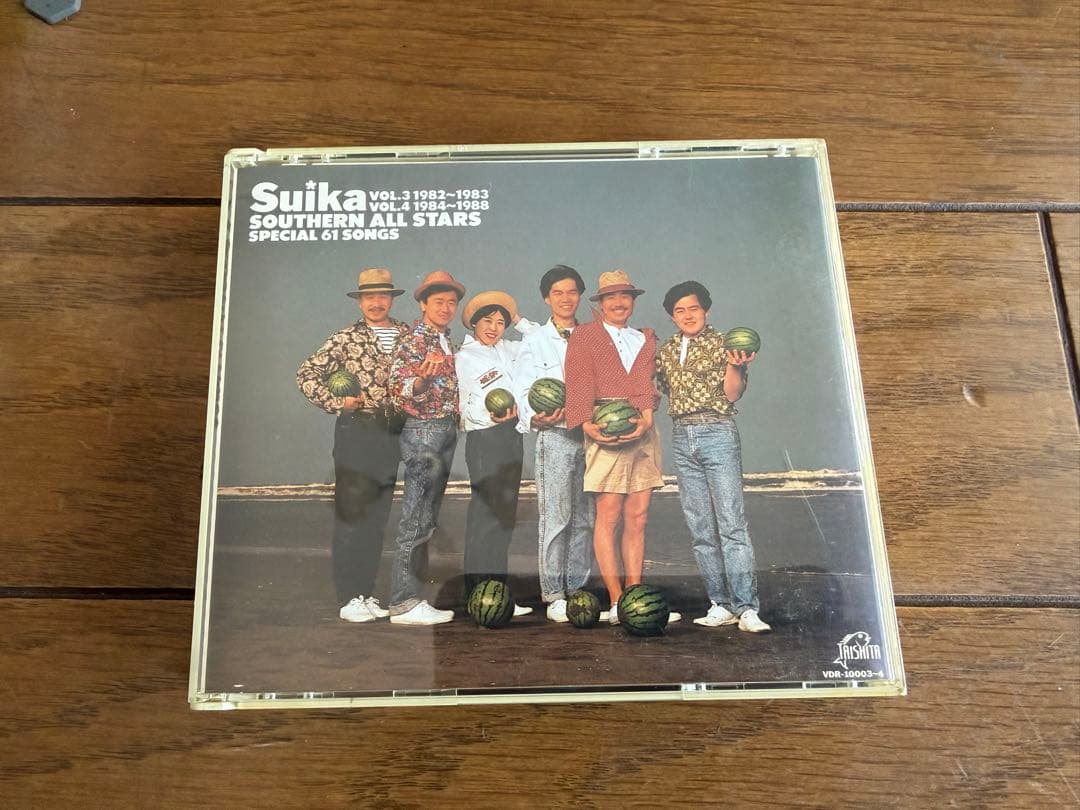 Suika VOL.3 1982~1983
VOL.4 1984~1988
SOUTHERN ALL STARS
SPECIAL 61 SONGS
TAISHITA
VDR-10003~4